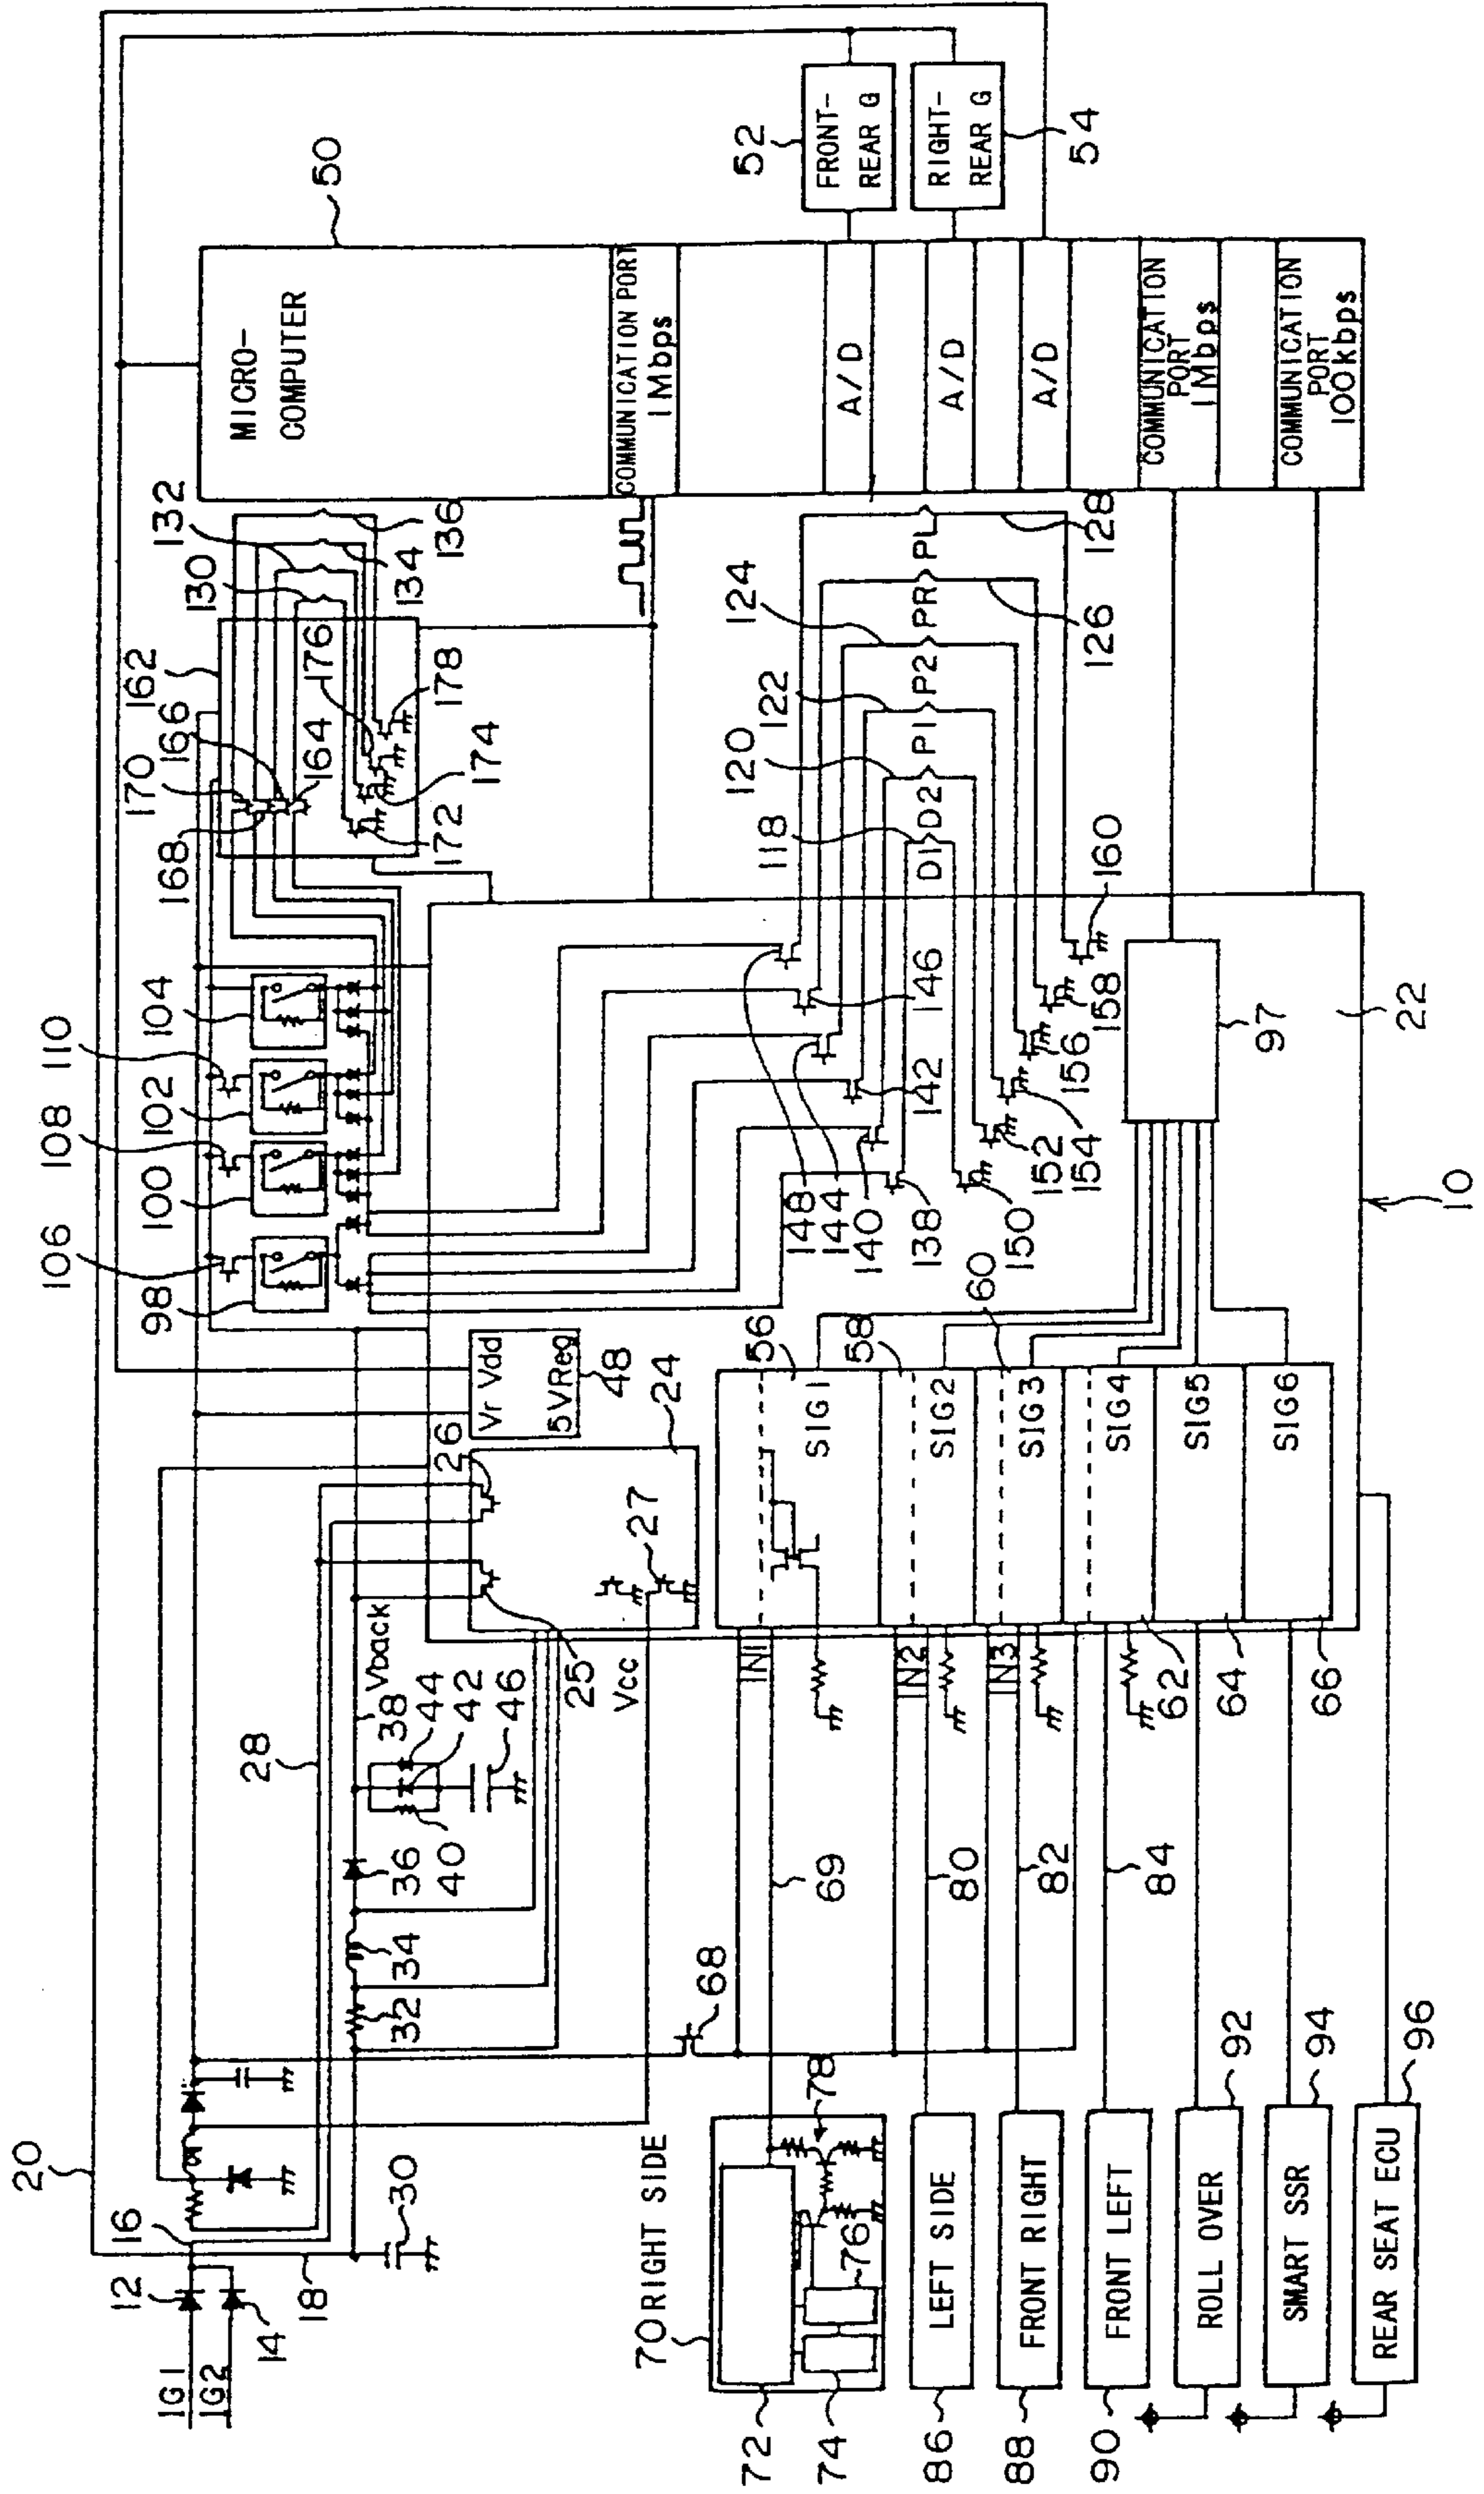 IG1
IG2
12
14
16
18
20
28
30
32
34
36
38
40
42
44
46
Vback
Vcc
25
26
27
24
48
Vr Vdd
5VReg
98
100
102
104
106
108
110
168
170
166
162
164
172
174
176
178
130
132
134
136
MICRO-
COMPUTER
50
COMMUNICATION PORT
1Mbps
A/D
A/D
A/D
COMMUNICATION
PORT
1Mbps
COMMUNICATION
PORT
100kbps
52
FRONT-
REAR G
RIGHT-
REAR G
54
118
120
122
124
126
128
D1
D2
P1
P2
PR
PL
138
140
142
144
146
148
150
152
154
156
158
160
56
58
60
62
64
66
SIG1
SIG2
SIG3
SIG4
SIG5
SIG6
IN1
IN2
IN3
68
69
80
82
84
70 RIGHT SIDE
72
74
76
78
86
LEFT SIDE
88
FRONT RIGHT
90
FRONT LEFT
92
ROLL OVER
94
SMART SSR
96
REAR SEAT ECU
97
22
10